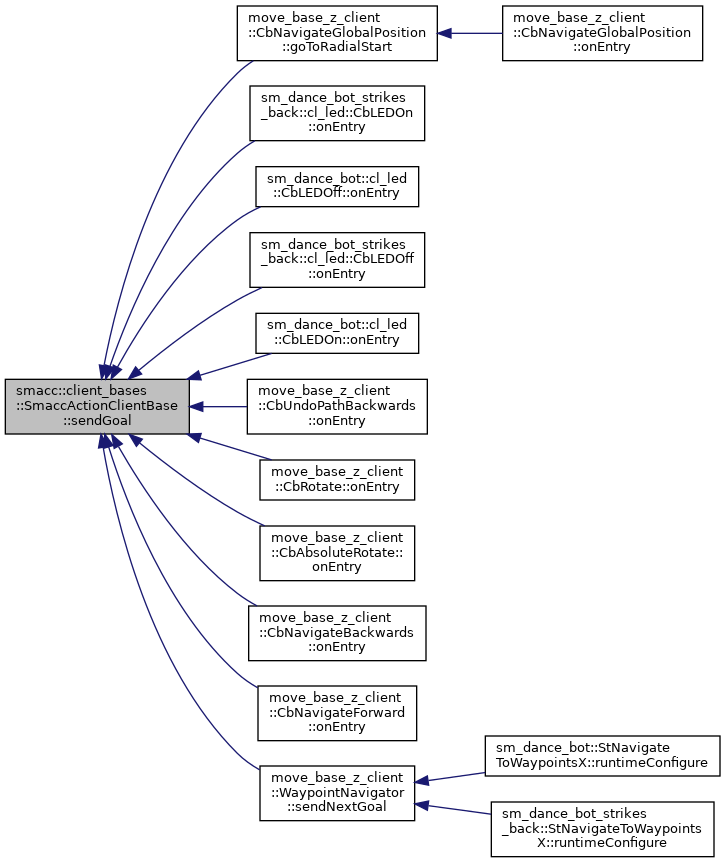 move_base_z_client
::CbNavigateGlobalPosition
::goToRadialStart
move_base_z_client
::CbNavigateGlobalPosition
::onEntry
sm_dance_bot_strikes
_back::cl_led::CbLEDOn
::onEntry
sm_dance_bot::cl_led
::CbLEDOff::onEntry
sm_dance_bot_strikes
_back::cl_led::CbLEDOff
::onEntry
sm_dance_bot::cl_led
::CbLEDOn::onEntry
smacc::client_bases
::SmaccActionClientBase
::sendGoal
move_base_z_client
::CbUndoPathBackwards
::onEntry
move_base_z_client
::CbRotate::onEntry
move_base_z_client
::CbAbsoluteRotate::
onEntry
move_base_z_client
::CbNavigateBackwards
::onEntry
move_base_z_client
::CbNavigateForward
::onEntry
move_base_z_client
::WaypointNavigator
::sendNextGoal
sm_dance_bot::StNavigate
ToWaypointsX::runtimeConfigure
sm_dance_bot_strikes
_back::StNavigateToWaypoints
X::runtimeConfigure